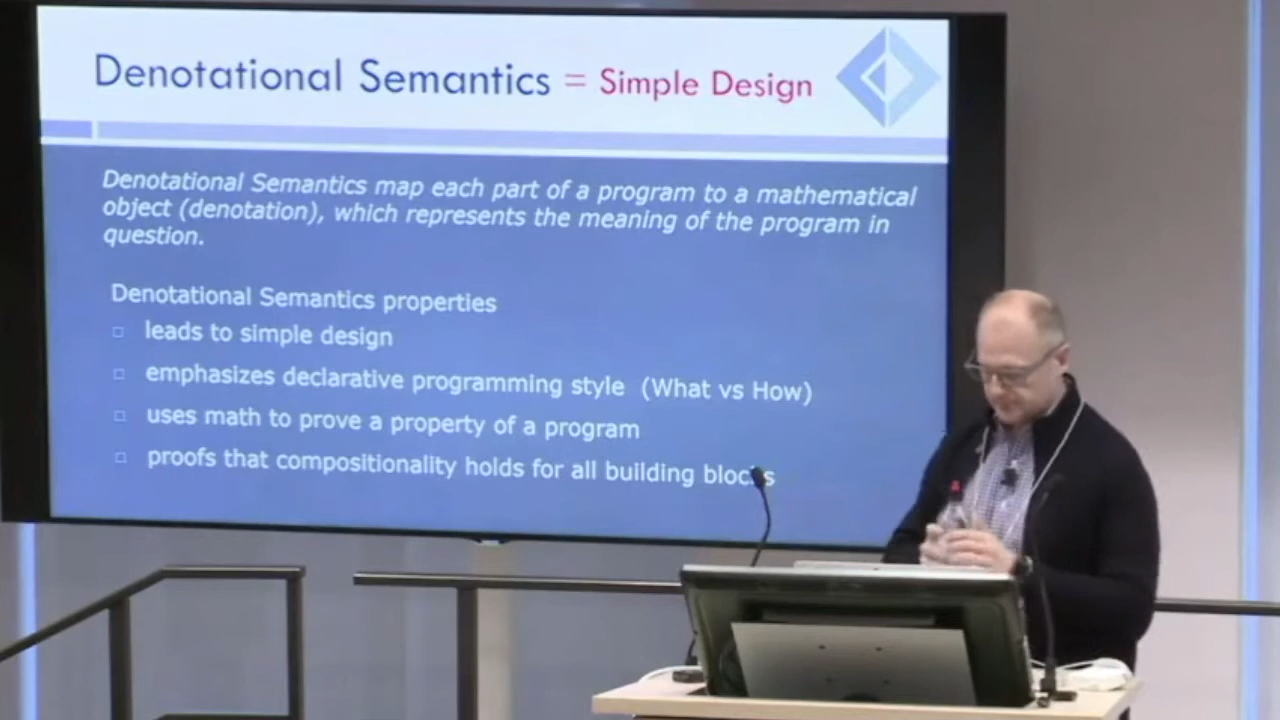 Denotational Semantics = Simple Design
Denotational Semantics map each part of a program to a mathematical
object (denotation), which represents the meaning of the program in
question.
Denotational Semantics properties
leads to simple design
emphasizes declarative programming style (What vs How)
uses math to prove a property of a program
proofs that compositionality holds for all building blocks